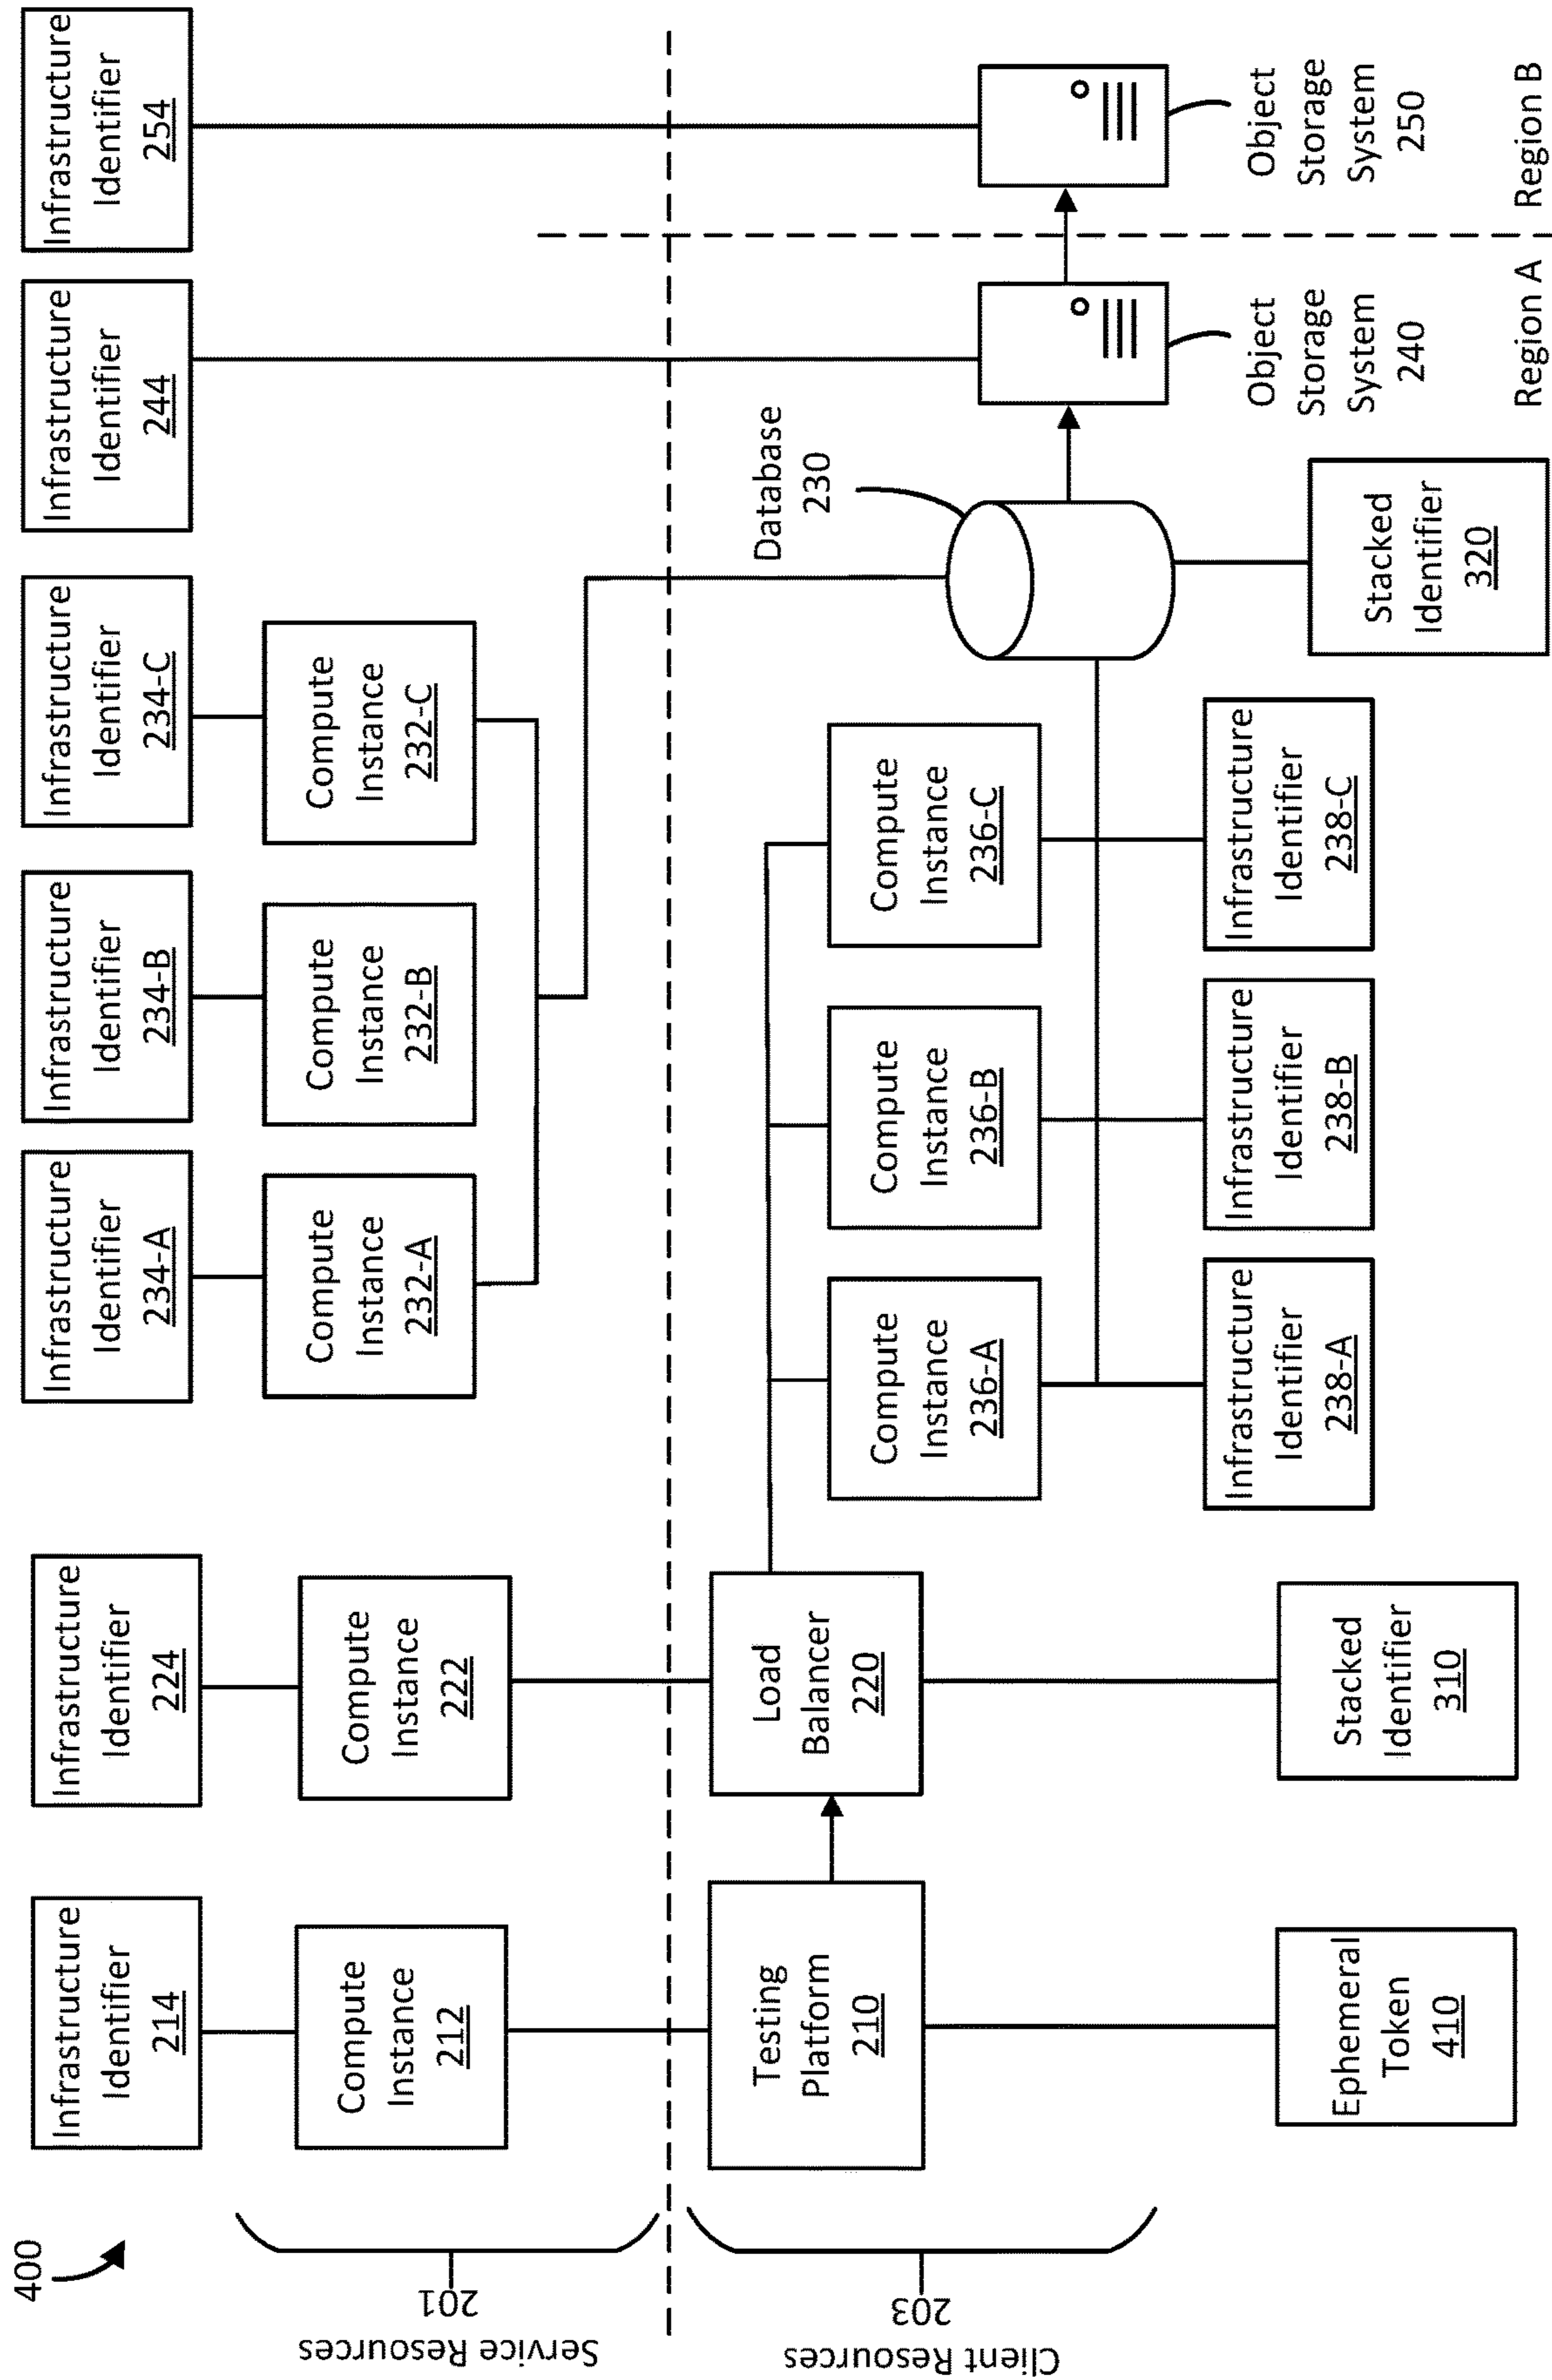 400
Service Resources
201
Client Resources
203
Infrastructure
Identifier
214
Compute
Instance
212
Testing
Platform
210
Ephemeral
Token
410
Infrastructure
Identifier
224
Compute
Instance
222
Load
Balancer
220
Stacked
Identifier
310
Infrastructure
Identifier
234-A
Compute
Instance
232-A
Infrastructure
Identifier
234-B
Compute
Instance
232-B
Infrastructure
Identifier
234-C
Compute
Instance
232-C
Compute
Instance
236-A
Infrastructure
Identifier
238-A
Compute
Instance
236-B
Infrastructure
Identifier
238-B
Compute
Instance
236-C
Infrastructure
Identifier
238-C
Database
230
Stacked
Identifier
320
Infrastructure
Identifier
244
Object
Storage
System
240
Region A
Infrastructure
Identifier
254
Object
Storage
System
250
Region B